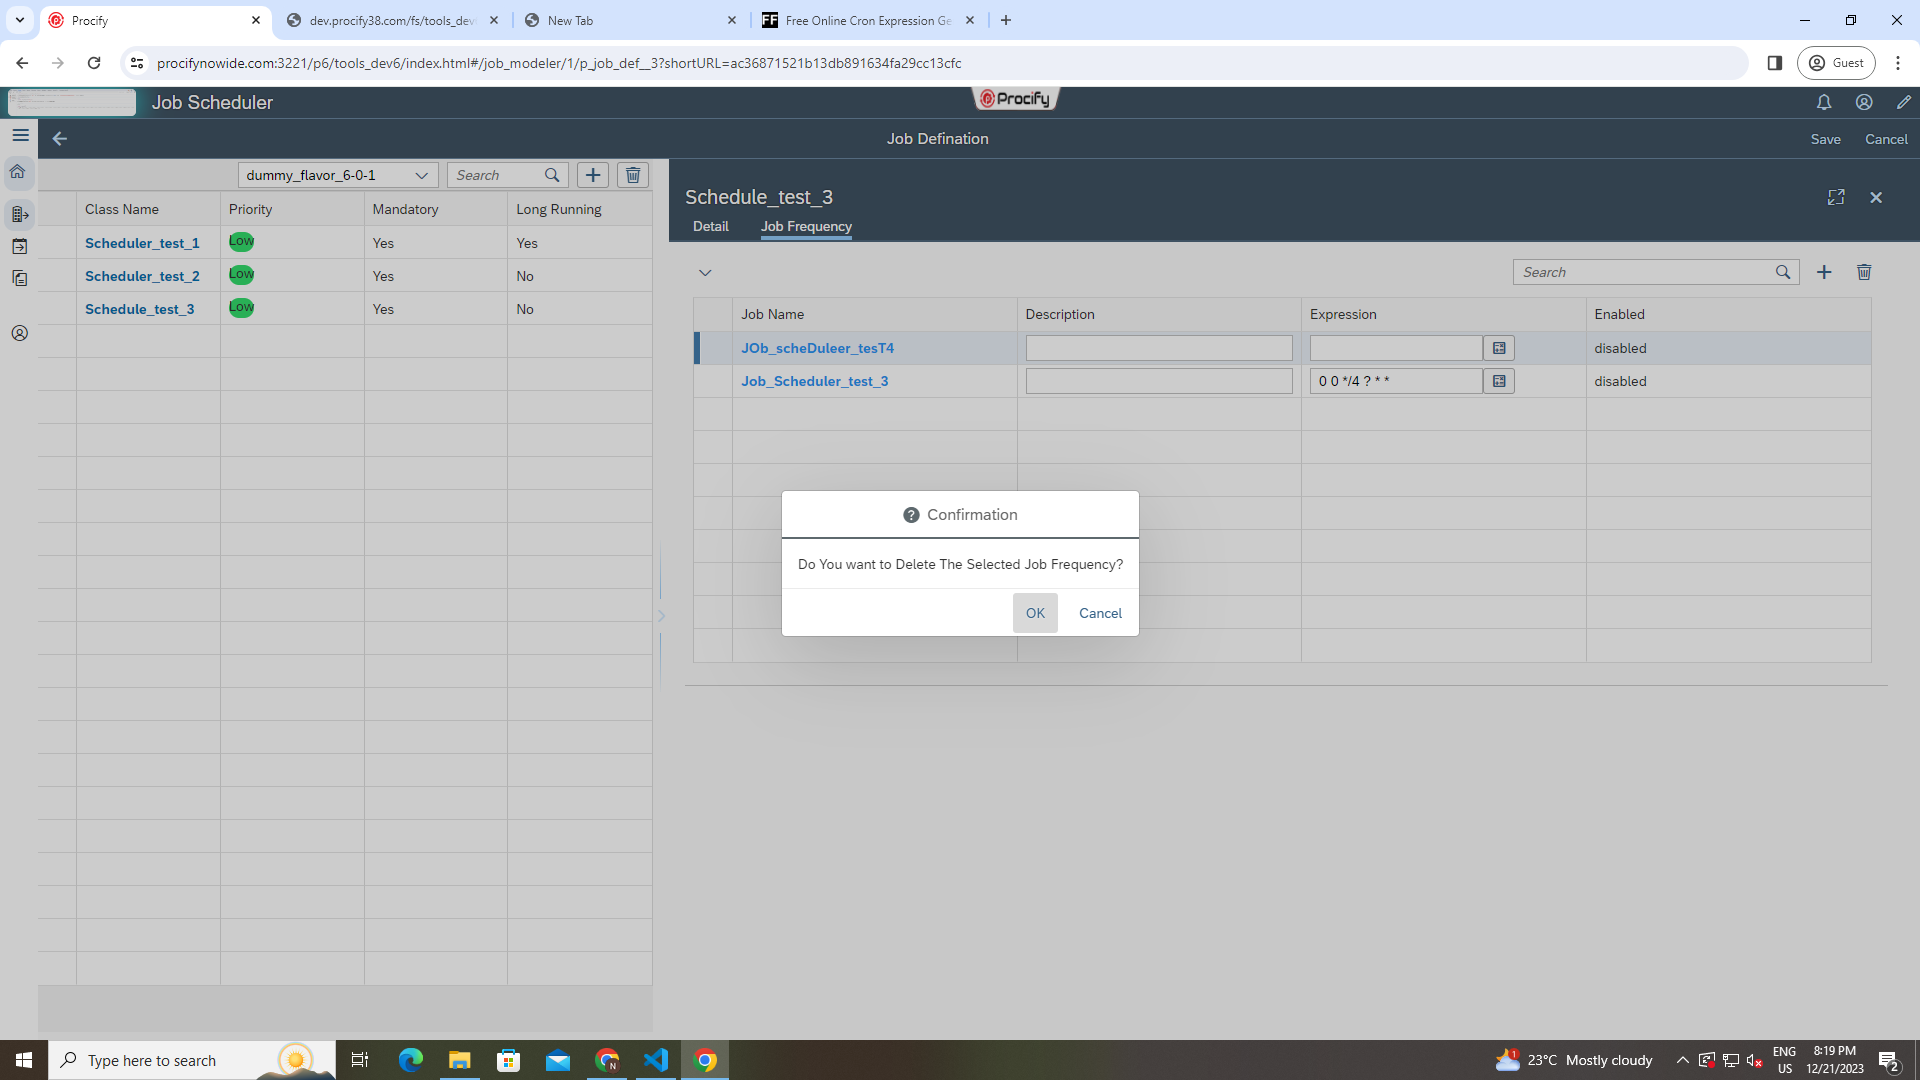 Procify
dev.procify38.com/fs/tools_dev
New Tab
Free Online Cron Expression Ge
procifynowide.com:3221/p6/tools_dev6/index.html#/job_modeler/1/p_job_def__3?shortURL=ac36871521b13db891634fa29cc13cfc
Guest
Job Scheduler
Procify
Job Defination
Save
Cancel
dummy_flavor_6-0-1
Search
Class Name
Priority
Mandatory
Long Running
Scheduler_test_1
Low
Yes
Yes
Scheduler_test_2
Low
Yes
No
Schedule_test_3
Low
Yes
No
Schedule_test_3
Detail
Job Frequency
Search
Job Name
Description
Expression
Enabled
JOb_scheDuleer_tesT4
disabled
Job_Scheduler_test_3
0 0 */4 ? * *
disabled
Confirmation
Do You want to Delete The Selected Job Frequency?
OK
Cancel
Type here to search
N
1
23°C Mostly cloudy
ENG
US
8:19 PM
12/21/2023
2